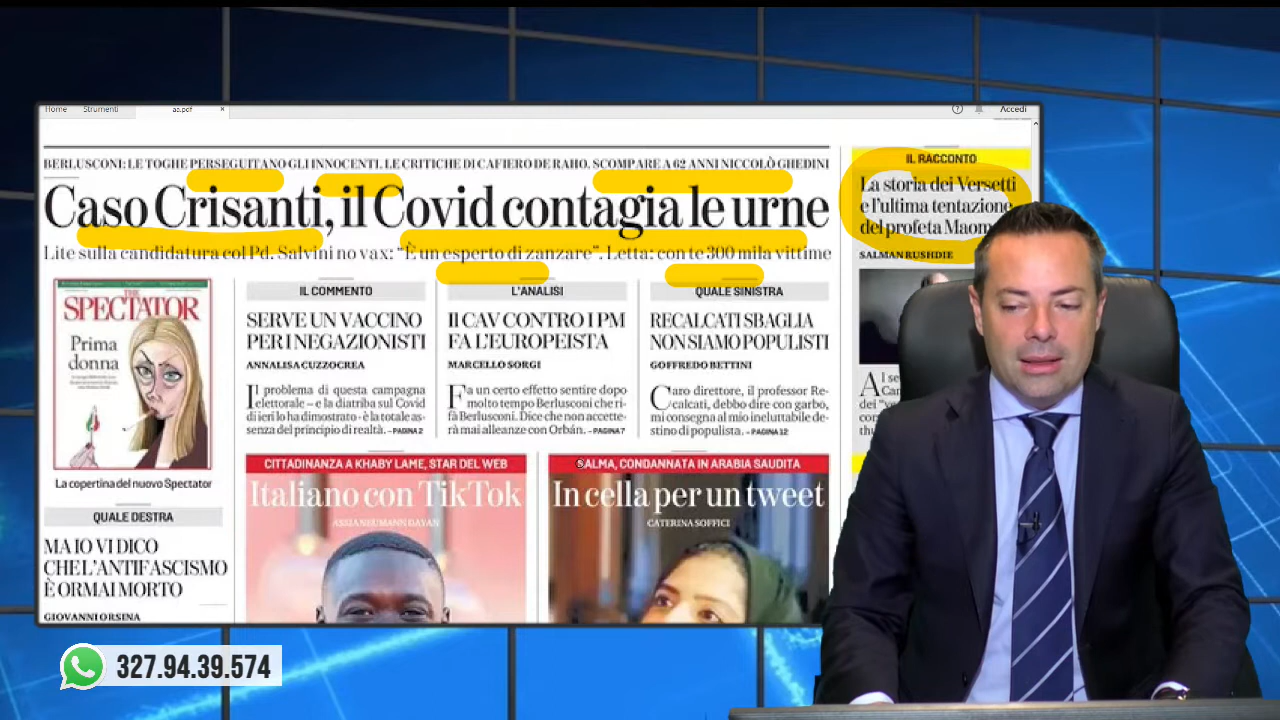 Home Strumenti aa.pdf × Accedi
BERLUSCONI: LE TOGHE PERSEGUITANO GLI INNOCENTI. LE CRITICHE DI CAFIERO DE RAHO. SCOMPARE A 62 ANNI NICCOLÒ GHEDINI
Caso Crisanti, il Covid contagia le urne
Lite sulla candidatura col Pd. Salvini no vax: “È un esperto di zanzare”. Letta: con te 300 mila vittime
THE
SPECTATOR
Prima
donna
La copertina del nuovo Spectator
QUALE DESTRA
MA IO VI DICO
CHE L'ANTIFASCISMO
È ORMAI MORTO
GIOVANNI ORSINA
IL COMMENTO
SERVE UN VACCINO
PER I NEGAZIONISTI
ANNALISA CUZZOCREA
Il problema di questa campagna
elettorale – e la diatriba sul Covid
di ieri lo ha dimostrato - è la totale as-
senza del principio di realtà. – PAGINA 2
L'ANALISI
Il CAV CONTRO I PM
FA L'EUROPEISTA
MARCELLO SORGI
Fa un certo effetto sentire dopo
molto tempo Berlusconi che ri-
fà Berlusconi. Dice che non accette-
rà mai alleanze con Orbán. – PAGINA 7
QUALE SINISTRA
RECALCATI SBAGLIA
NON SIAMO POPULISTI
GOFFREDO BETTINI
Caro direttore, il professor Re-
calcati, debbo dire con garbo,
mi consegna al mio ineluttabile de-
stino di populista. – PAGINA 12
CITTADINANZA A KHABY LAME, STAR DEL WEB
Italiano con TikTok
ASSIA NEUMANN DAYAN
SALMA, CONDANNATA IN ARABIA SAUDITA
In cella per un tweet
CATERINA SOFFICI
IL RACCONTO
La storia dei Versetti
e l'ultima tentazione
del profeta Maom
SALMAN RUSHDIE
327.94.39.574